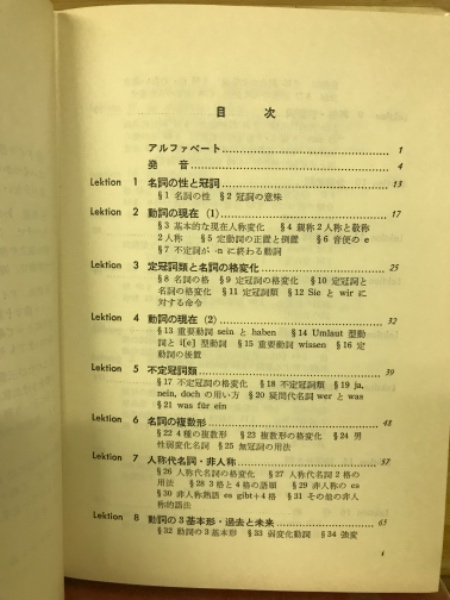 目 次
アルファベート 1
発 音 4
Lektion 1 名詞の性と冠詞 13
§1 名詞の性 §2 冠詞の意味
Lektion 2 動詞の現在 (1) 17
§3 基本的な現在人称変化 §4 親称2人称と敬称
2人称 §5 定動詞の正置と倒置 §6 音便の e
§7 不定詞が -n に終わる動詞
Lektion 3 定冠詞類と名詞の格変化 25
§8 名詞の格 §9 定冠詞の格変化 §10 定冠詞と
名詞の格変化 §11 定冠詞類 §12 Sie と wir に
対する命令
Lektion 4 動詞の現在 (2) 32
§13 重要動詞 sein と haben §14 Umlaut 型動
詞と i[e] 型動詞 §15 重要動詞 wissen §16 定
動詞の後置
Lektion 5 不定冠詞類 39
§17 不定冠詞の格変化 §18 不定冠詞類 §19 ja,
nein, doch の用い方 §20 疑問代名詞 wer と was
§21 was für ein
Lektion 6 名詞の複数形 48
§22 4種の複数形 §23 複数形の格変化 §24 男
性弱変化名詞 §25 無冠詞の用法
Lektion 7 人称代名詞・非人称 57
§26 人称代名詞の格変化 §27 人称代名詞2格の
用法 §28 3格と4格の語順 §29 非人称の es
§30 非人称熟語 es gibt+4格 §31 その他の非人
称的語法
Lektion 8 動詞の3基本形・過去と未来 65
§32 動詞の3基本形 §33 弱変化動詞 §34 強変
i